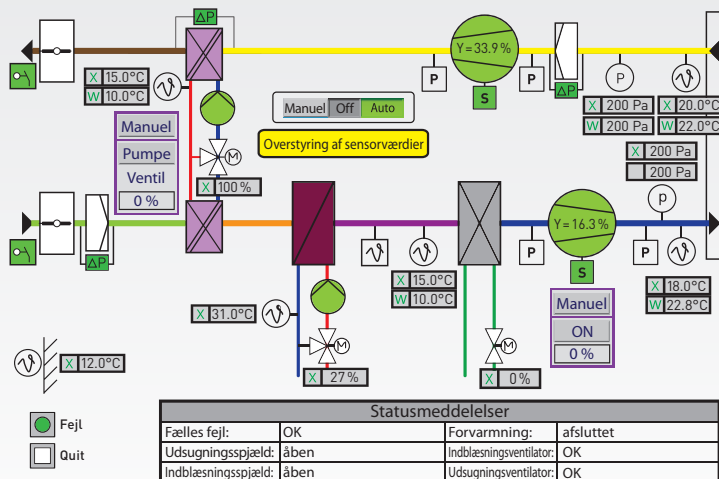 ΔP
Y = 33.9 %
P
P
S
ΔP
P
X 15.0°C
W 10.0°C
Manuel Off Auto
X 200 Pa
W 200 Pa
X 20.0°C
W 22.0°C
Overstyring af sensorværdier
Manuel
Pumpe
Ventil
0 %
M
X 100 %
X 200 Pa
200 Pa
p
Y = 16.3 %
P
P
S
ΔP
X 15.0°C
W 10.0°C
X 18.0°C
W 22.8°C
Manuel
ON
0 %
X 31.0°C
M
M
X 12.0°C
X 27 %
X 0 %
Fejl
Quit
Statusmeddelelser
Fælles fejl: OK Forvarmning: afsluttet
Udsugningsspjæld: åben Indblæsningsventilator: OK
Indblæsningsspjæld: åben Udsugningsventilator: OK